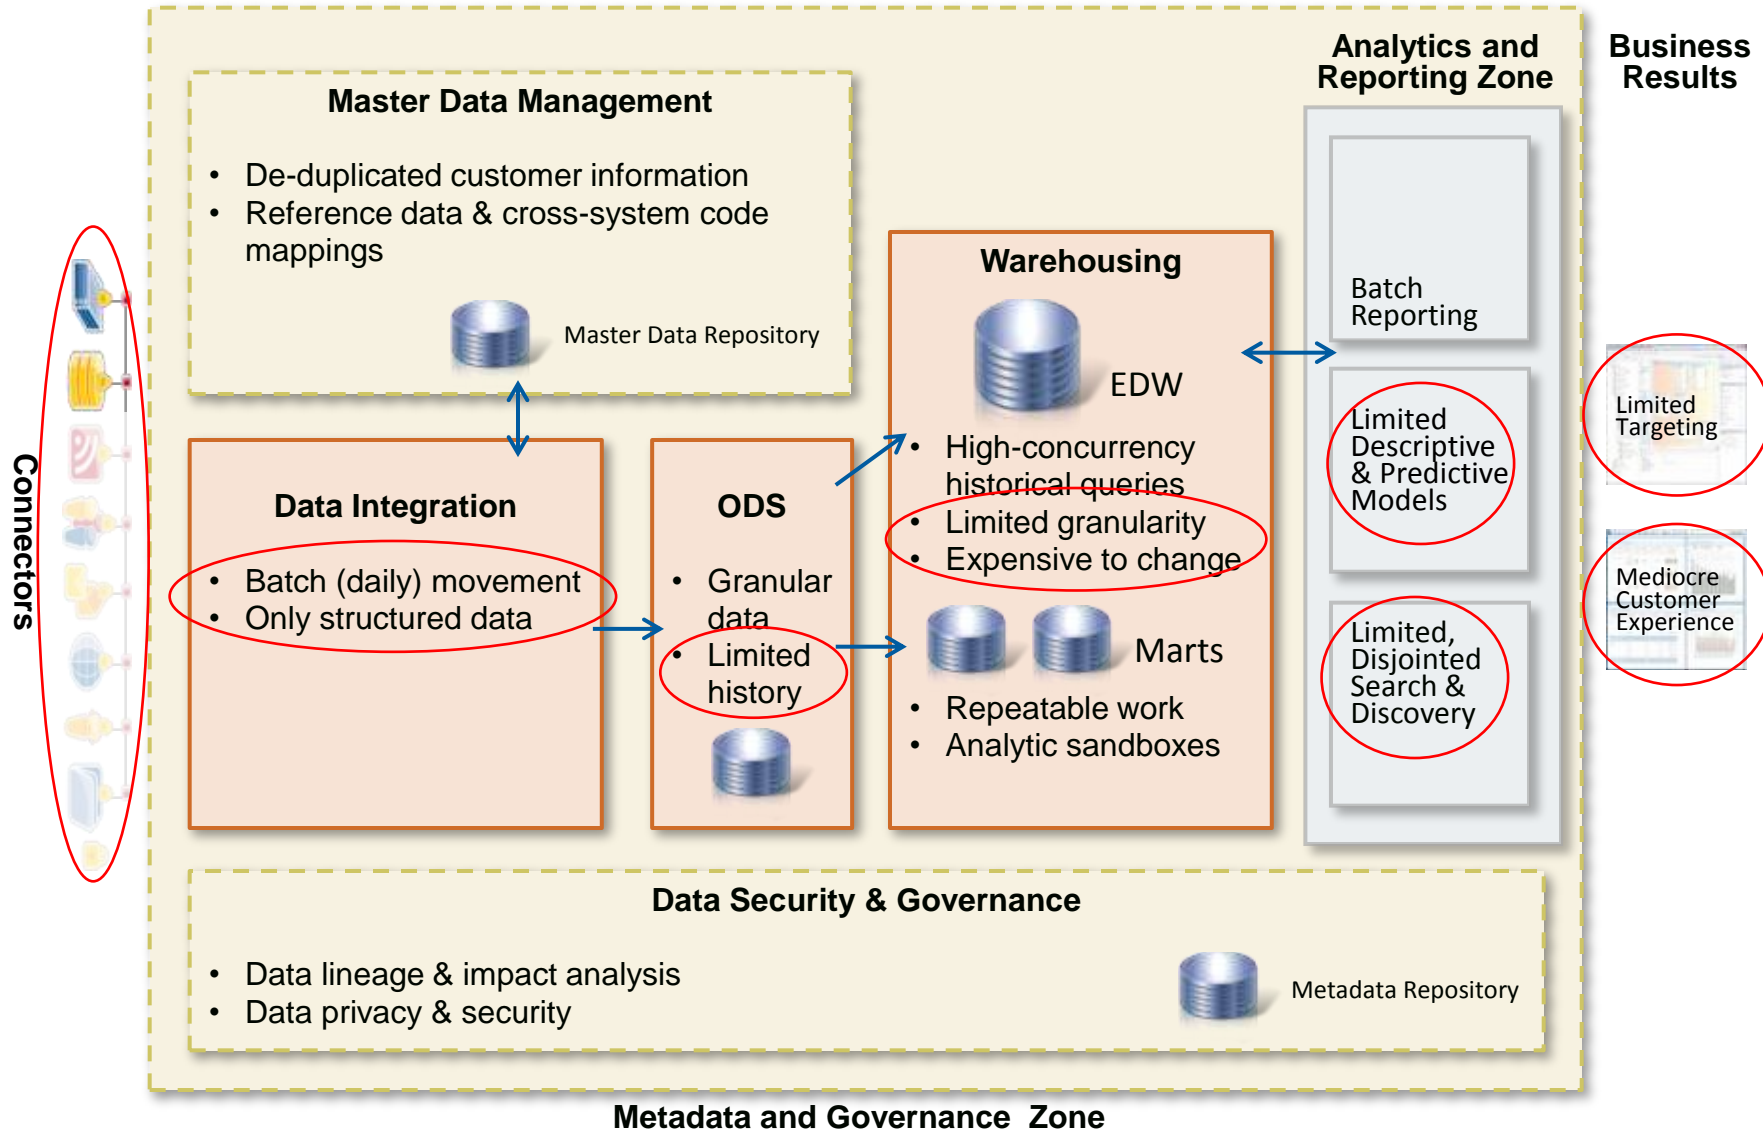 Analytics and
Reporting Zone
Business
Results
Master Data Management
• De-duplicated customer information
• Reference data & cross-system code
mappings
Master Data Repository
Connectors
Data Integration
• Batch (daily) movement
• Only structured data
ODS
• Granular
data
• Limited
history
Warehousing
EDW
• High-concurrency
historical queries
• Limited granularity
• Expensive to change
Marts
• Repeatable work
• Analytic sandboxes
Batch
Reporting
Limited
Descriptive
& Predictive
Models
Limited,
Disjointed
Search &
Discovery
Limited
Targeting
Mediocre
Customer
Experience
Data Security & Governance
• Data lineage & impact analysis
• Data privacy & security
Metadata Repository
Metadata and Governance Zone